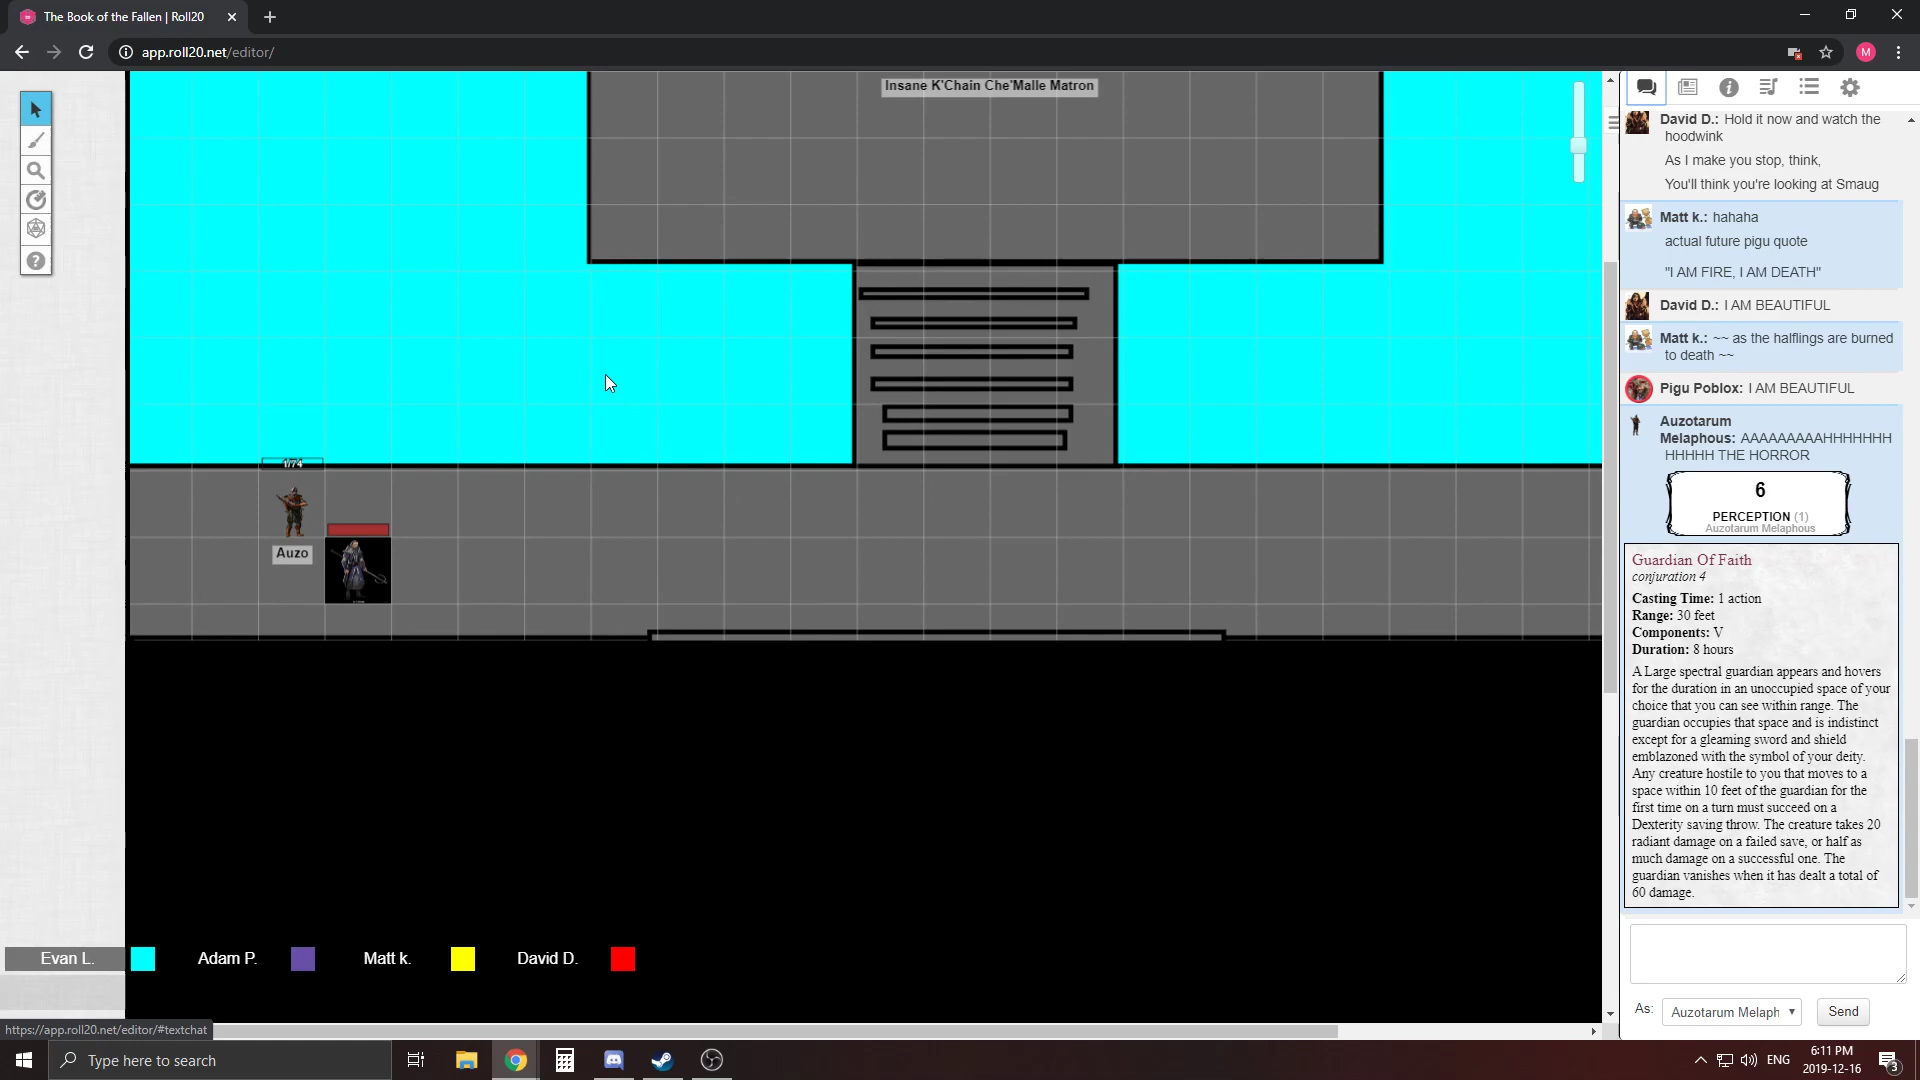 The Book of the Fallen | Roll20
app.roll20.net/editor/
Insane K'Chain Che'Malle Matron
1/74
Auzo
David D.: Hold it now and watch the
hoodwink
As I make you stop, think,
You'll think you're looking at Smaug
Matt k.: hahaha
actual future pigu quote
"I AM FIRE, I AM DEATH"
David D.: I AM BEAUTIFUL
Matt k.: ~~ as the halflings are burned
to death ~~
Pigu Poblox: I AM BEAUTIFUL
Auzotarum
Melaphous: AAAAAAAAAHHHHHHH
HHHHH THE HORROR
6
PERCEPTION (1)
Auzotarum Melaphous
Guardian Of Faith
conjuration 4
Casting Time: 1 action
Range: 30 feet
Components: V
Duration: 8 hours
A Large spectral guardian appears and hovers
for the duration in an unoccupied space of your
choice that you can see within range. The
guardian occupies that space and is indistinct
except for a gleaming sword and shield
emblazoned with the symbol of your deity.
Any creature hostile to you that moves to a
space within 10 feet of the guardian for the
first time on a turn must succeed on a
Dexterity saving throw. The creature takes 20
radiant damage on a failed save, or half as
much damage on a successful one. The
guardian vanishes when it has dealt a total of
60 damage.
As: Auzotarum Melaph Send
Evan L. Adam P. Matt k. David D.
https://app.roll20.net/editor/#textchat
Type here to search
ENG
6:11 PM
2019-12-16
3
M